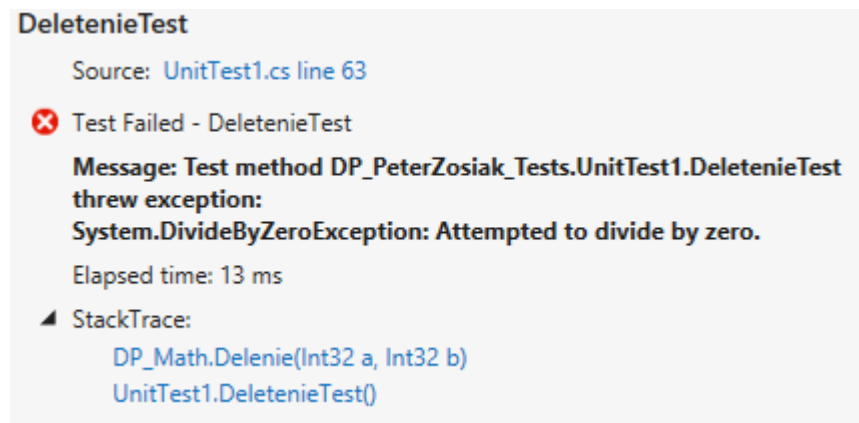 DeletenieTest
Source: UnitTest1.cs line 63
Test Failed - DeletenieTest
Message: Test method DP_PeterZosiak_Tests.UnitTest1.DeletenieTest
threw exception:
System.DivideByZeroException: Attempted to divide by zero.
Elapsed time: 13 ms
StackTrace:
DP_Math.Delenie(Int32 a, Int32 b)
UnitTest1.DeletenieTest()